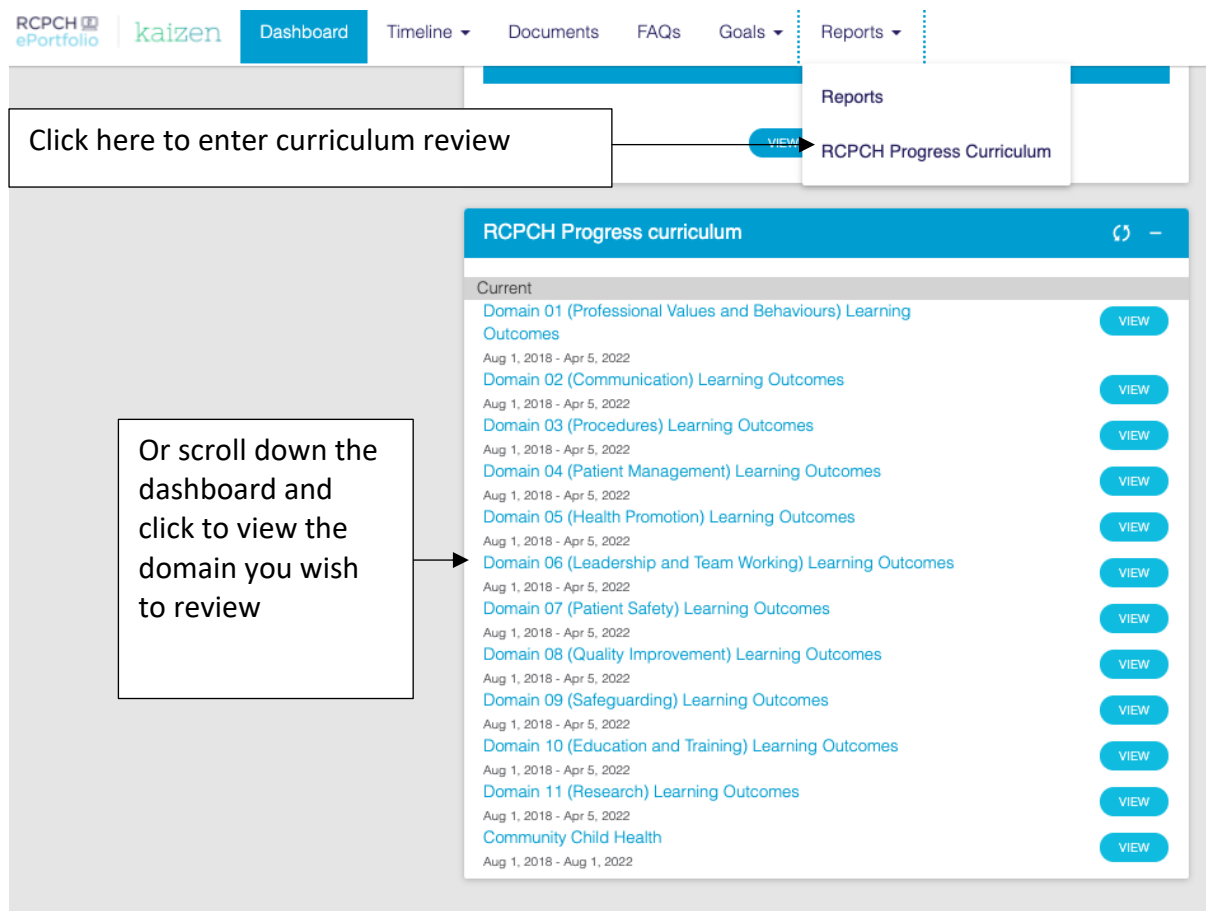 RCPCH
ePortfolio
kaizen
Dashboard
Timeline
Documents
FAQs
Goals
Reports
Reports
Click here to enter curriculum review
VIEW
RCPCH Progress Curriculum
RCPCH Progress curriculum
Current
Domain 01 (Professional Values and Behaviours) Learning
Outcomes
VIEW
Aug 1, 2018 - Apr 5, 2022
Domain 02 (Communication) Learning Outcomes
VIEW
Aug 1, 2018 - Apr 5, 2022
Domain 03 (Procedures) Learning Outcomes
VIEW
Aug 1, 2018 - Apr 5, 2022
Domain 04 (Patient Management) Learning Outcomes
VIEW
Aug 1, 2018 - Apr 5, 2022
Domain 05 (Health Promotion) Learning Outcomes
VIEW
Aug 1, 2018 - Apr 5, 2022
Domain 06 (Leadership and Team Working) Learning Outcomes
VIEW
Aug 1, 2018 - Apr 5, 2022
Domain 07 (Patient Safety) Learning Outcomes
VIEW
Aug 1, 2018 - Apr 5, 2022
Domain 08 (Quality Improvement) Learning Outcomes
VIEW
Aug 1, 2018 - Apr 5, 2022
Domain 09 (Safeguarding) Learning Outcomes
VIEW
Aug 1, 2018 - Apr 5, 2022
Domain 10 (Education and Training) Learning Outcomes
VIEW
Aug 1, 2018 - Apr 5, 2022
Domain 11 (Research) Learning Outcomes
VIEW
Aug 1, 2018 - Apr 5, 2022
Community Child Health
VIEW
Aug 1, 2018 - Aug 1, 2022
Or scroll down the
dashboard and
click to view the
domain you wish
to review